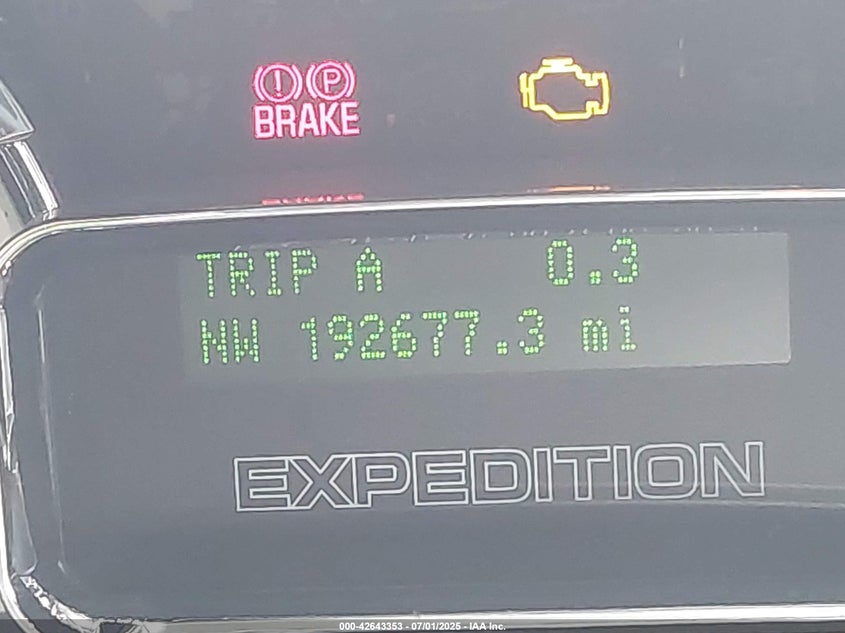 (!) (P)
BRAKE
TRIP A 0.3
NW 192677.3 mi
EXPEDITION
000-42643353 - 07/01/2025 - IAA Inc.